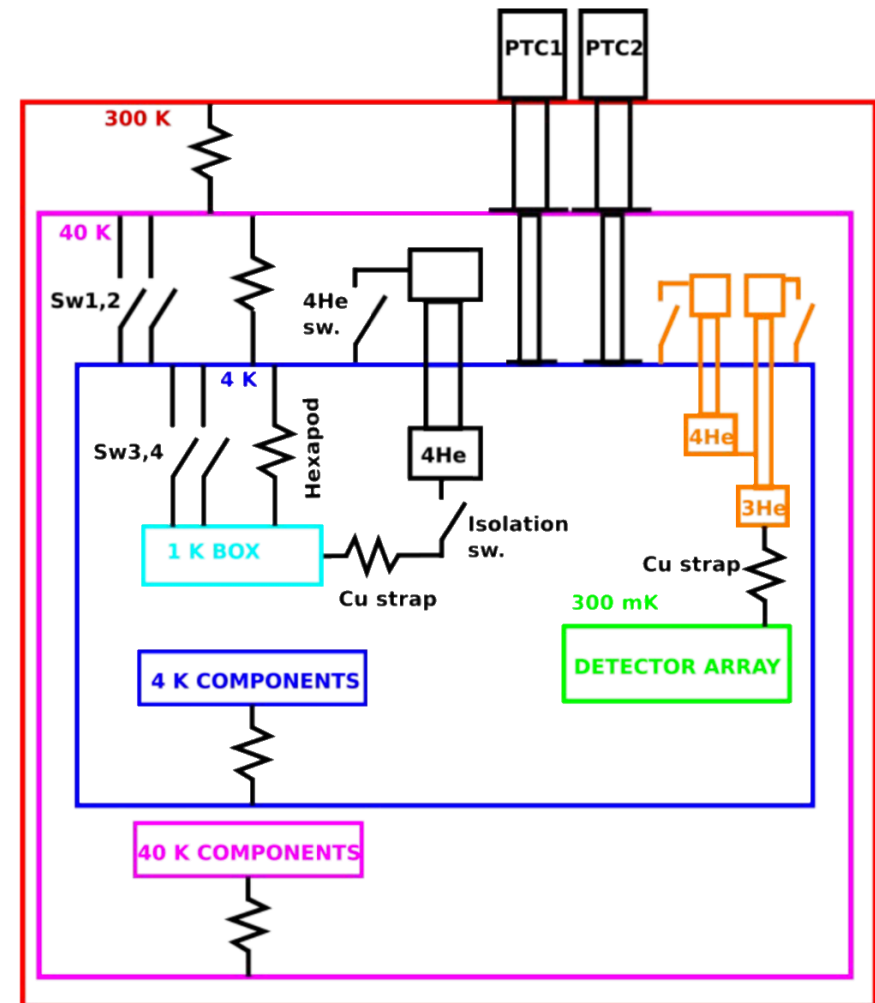 PTC1
PTC2
300 K
40 K
Sw1,2
4He
sw.
4 K
Sw3,4
Hexapod
4He
4He
Isolation
sw.
3He
1 K BOX
Cu strap
Cu strap
300 mK
DETECTOR ARRAY
4 K COMPONENTS
40 K COMPONENTS